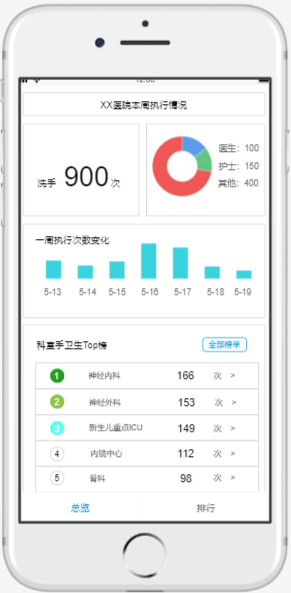 XX医院本周执行情况
洗手 900 次
医生: 100
护士: 150
其他: 400
一周执行次数变化
5-13 5-14 5-15 5-16 5-17 5-18 5-19
科室手卫生Top榜 全部榜单
1 神经内科 166 次 >
2 神经外科 153 次 >
3 新生儿重点ICU 149 次 >
4 内镜中心 112 次 >
5 骨科 98 次 >
总览 排行